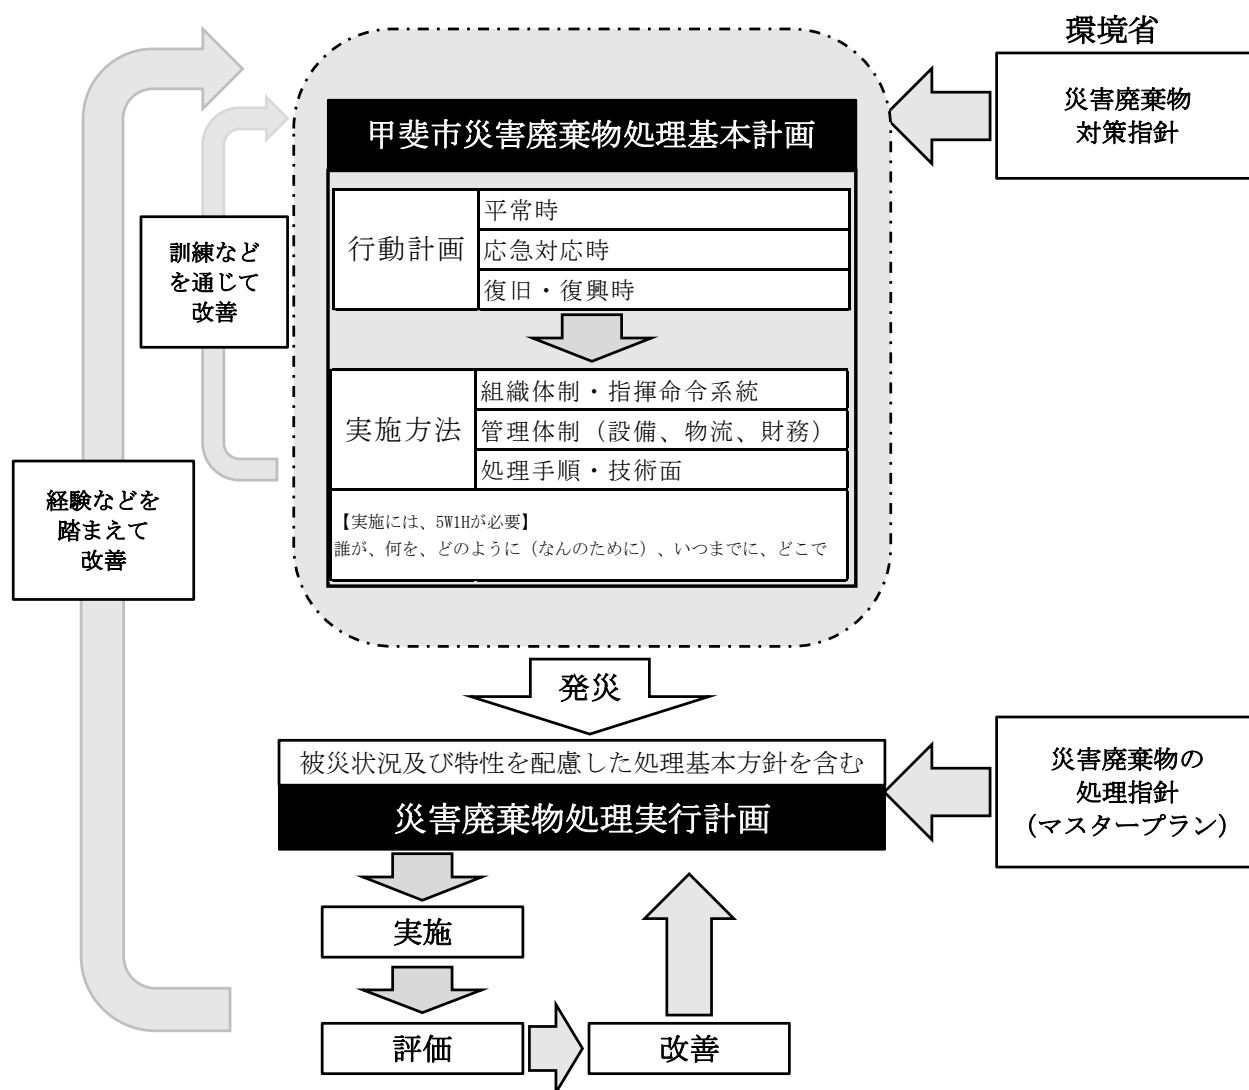 環境省
災害廃棄物
対策指針
甲斐市災害廃棄物処理基本計画
行動計画
平常時
応急対応時
復旧・復興時
訓練など
を通じて
改善
実施方法
組織体制・指揮命令系統
管理体制（設備、物流、財務）
処理手順・技術面
【実施には、5W1Hが必要】
誰が、何を、どのように（なんのために）、いつまでに、どこで
経験などを
踏まえて
改善
発災
被災状況及び特性を配慮した処理基本方針を含む
災害廃棄物処理実行計画
災害廃棄物の
処理指針
（マスタープラン）
実施
評価
改善